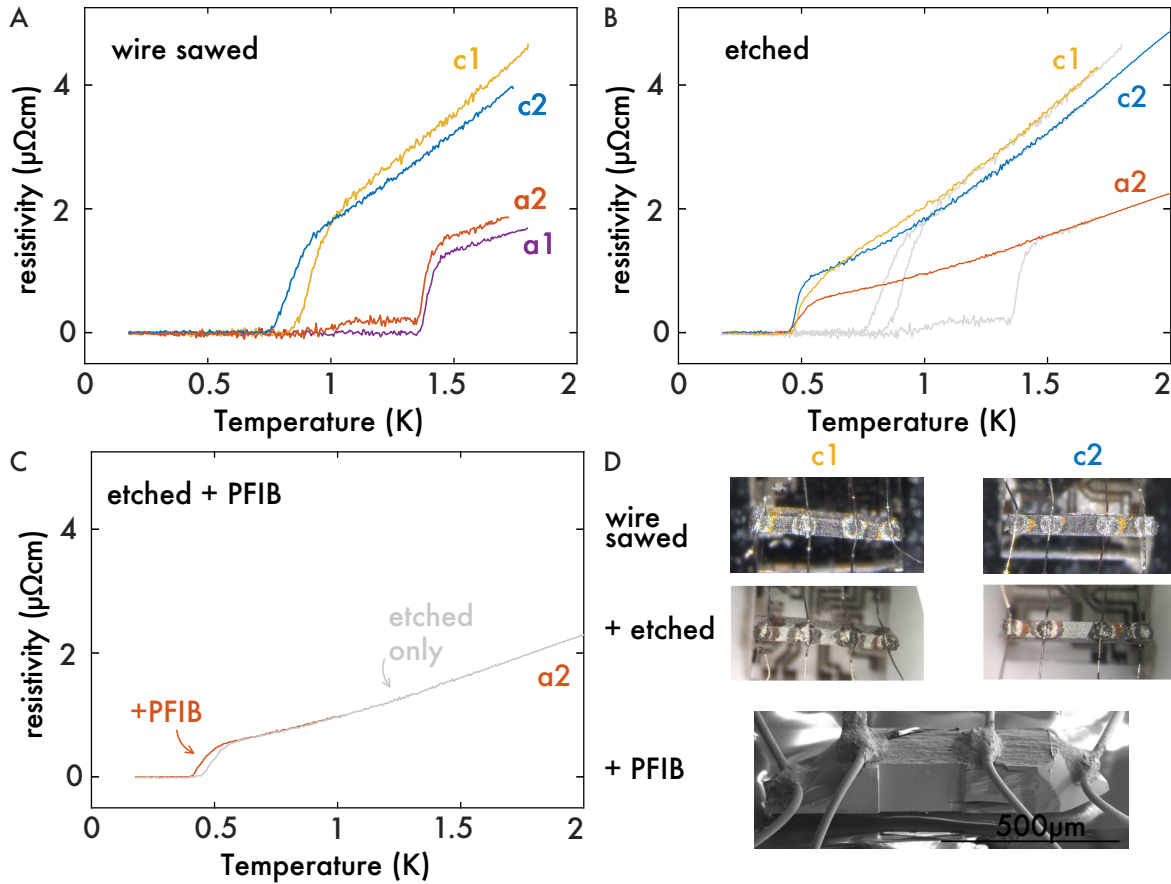 A
wire sawed
c1
c2
a2
a1
resistivity (μΩcm)
0
2
4
0
0.5
1
1.5
2
Temperature (K)
B
etched
c1
c2
a2
resistivity (μΩcm)
0
2
4
0
0.5
1
1.5
2
Temperature (K)
C
etched + PFIB
etched
only
+PFIB
a2
resistivity (μΩcm)
0
2
4
0
0.5
1
1.5
2
Temperature (K)
D
c1
c2
wire
sawed
+ etched
+ PFIB
500μm